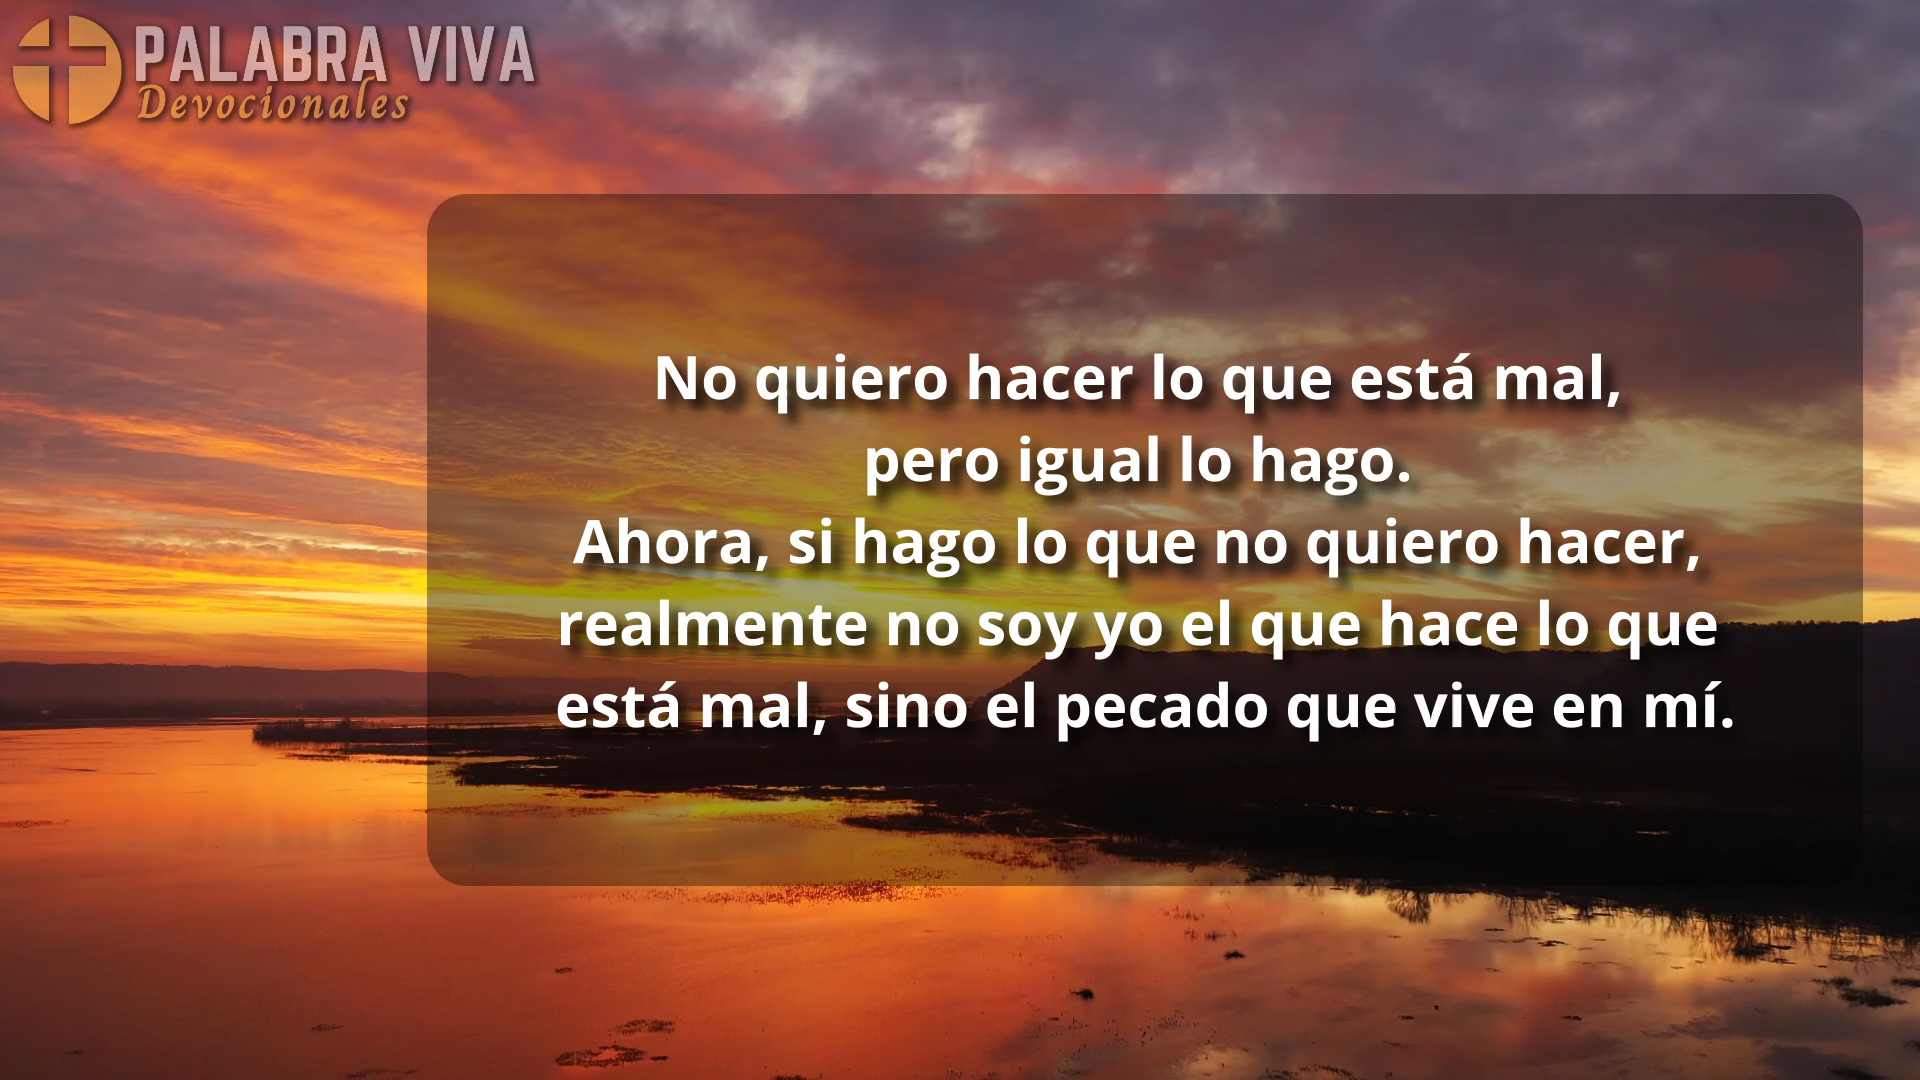 PALABRA VIVA
Devocionales
No quiero hacer lo que está mal,
pero igual lo hago.
Ahora, si hago lo que no quiero hacer,
realmente no soy yo el que hace lo que
está mal, sino el pecado que vive en mí.